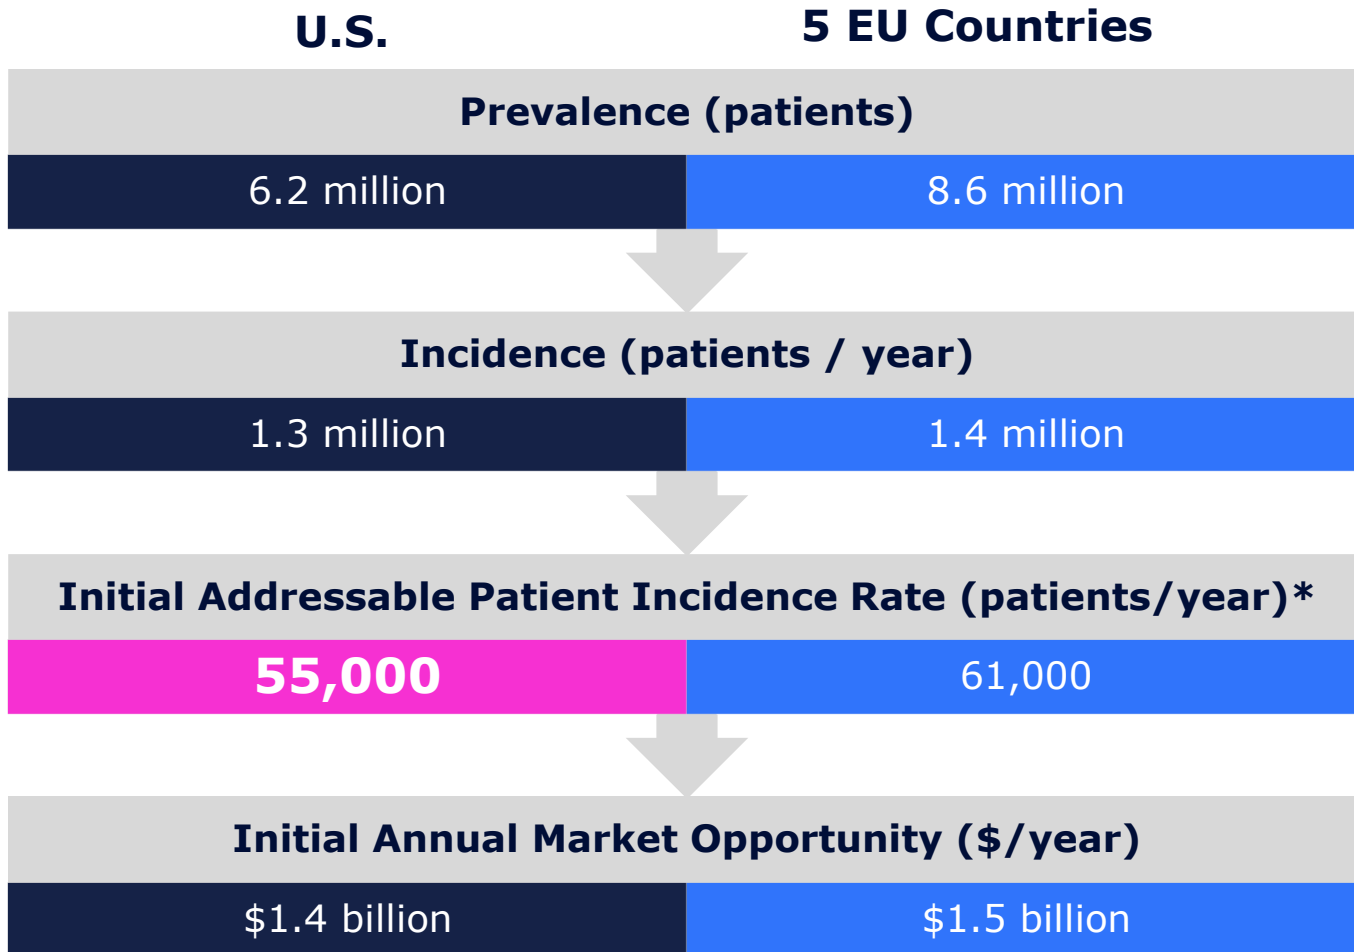 U.S.
5 EU Countries
Prevalence (patients)
6.2 million
8.6 million
Incidence (patients / year)
1.3 million
1.4 million
Initial Addressable Patient Incidence Rate (patients/year)*
55,000
61,000
Initial Annual Market Opportunity ($/year)
$1.4 billion
$1.5 billion